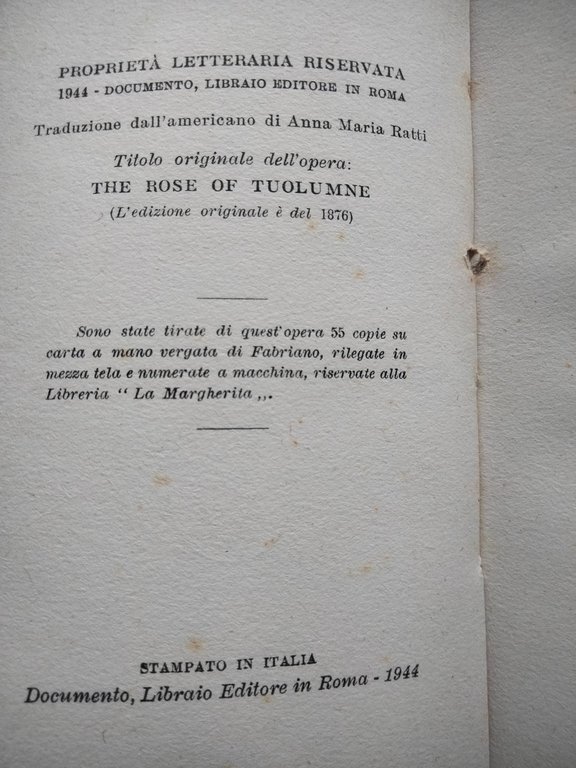 PROPRIETÀ LETTERARIA RISERVATA
1944 - DOCUMENTO, LIBRAIO EDITORE IN ROMA
Traduzione dall'americano di Anna Maria Ratti
Titolo originale dell'opera:
THE ROSE OF TUOLUMNE
(L'edizione originale è del 1876)
Sono state tirate di quest'opera 55 copie su
carta a mano vergata di Fabriano, rilegate in
mezza tela e numerate a macchina, riservate alla
Libreria “ La Margherita „.
STAMPATO IN ITALIA
Documento, Libraio Editore in Roma - 1944